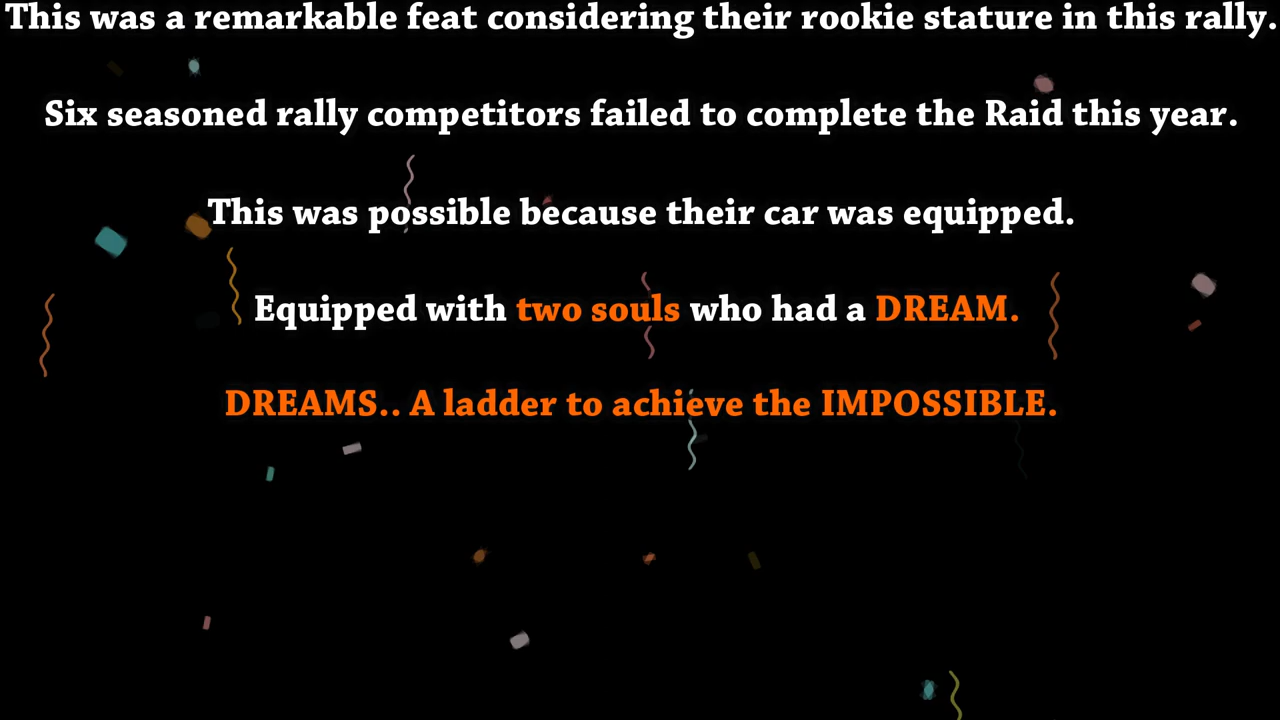 This was a remarkable feat considering their rookie stature in this rally.
Six seasoned rally competitors failed to complete the Raid this year.
This was possible because their car was equipped.
Equipped with two souls who had a DREAM.
DREAMS.. A ladder to achieve the IMPOSSIBLE.